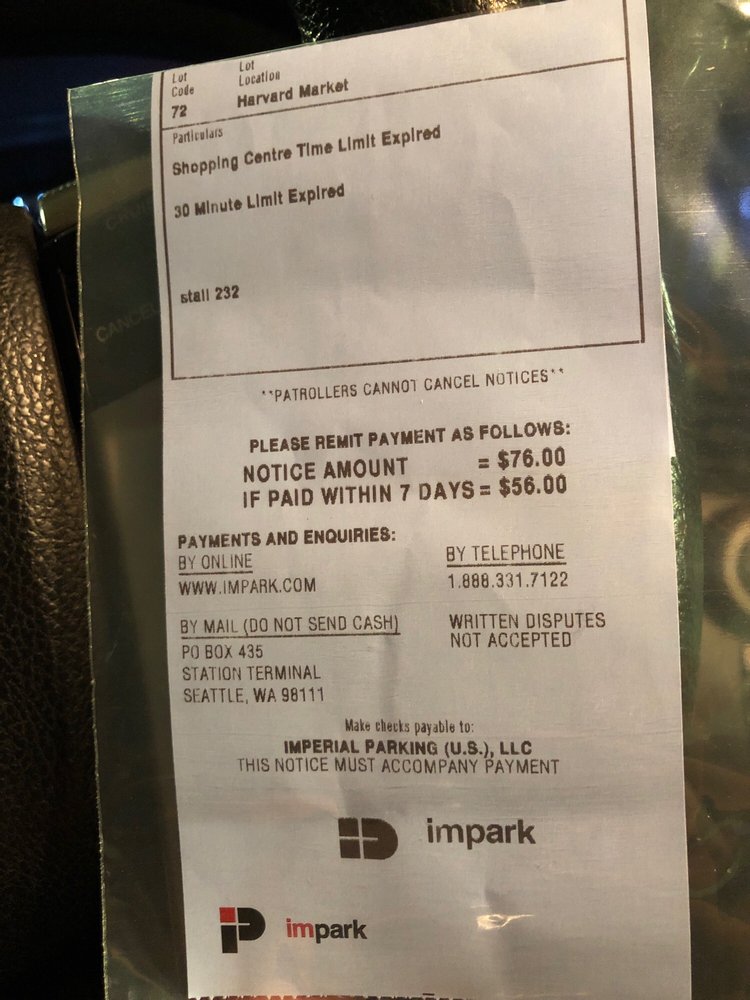 Lot
Code
Lot
Location
72
Harvard Market
Particulars
Shopping Centre Time Limit Expired
30 Minute Limit Expired
stall 232
**PATROLLERS CANNOT CANCEL NOTICES**
PLEASE REMIT PAYMENT AS FOLLOWS:
NOTICE AMOUNT = $76.00
IF PAID WITHIN 7 DAYS = $56.00
PAYMENTS AND ENQUIRIES:
BY ONLINE
WWW.IMPARK.COM
BY TELEPHONE
1.888.331.7122
BY MAIL (DO NOT SEND CASH)
PO BOX 435
STATION TERMINAL
SEATTLE, WA 98111
WRITTEN DISPUTES
NOT ACCEPTED
Make checks payable to:
IMPERIAL PARKING (U.S.), LLC
THIS NOTICE MUST ACCOMPANY PAYMENT
impark
impark